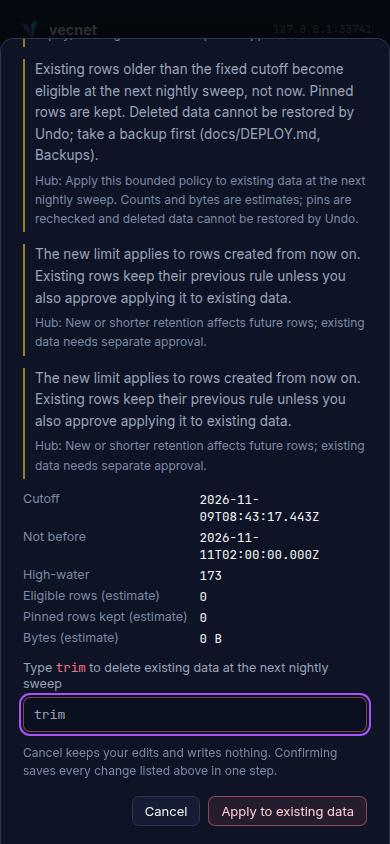 vecnet
127.0.0.1:33741
Existing rows older than the fixed cutoff become
eligible at the next nightly sweep, not now. Pinned
rows are kept. Deleted data cannot be restored by
Undo; take a backup first (docs/DEPLOY.md,
Backups).
Hub: Apply this bounded policy to existing data at the next
nightly sweep. Counts and bytes are estimates; pins are
rechecked and deleted data cannot be restored by Undo.
The new limit applies to rows created from now on.
Existing rows keep their previous rule unless you
also approve applying it to existing data.
Hub: New or shorter retention affects future rows; existing
data needs separate approval.
The new limit applies to rows created from now on.
Existing rows keep their previous rule unless you
also approve applying it to existing data.
Hub: New or shorter retention affects future rows; existing
data needs separate approval.
Cutoff 2026-11-
09T08:43:17.443Z
Not before 2026-11-
11T02:00:00.000Z
High-water 173
Eligible rows (estimate) 0
Pinned rows kept (estimate) 0
Bytes (estimate) 0 B
Type trim to delete existing data at the next nightly
sweep
trim
Cancel keeps your edits and writes nothing. Confirming
saves every change listed above in one step.
Cancel Apply to existing data